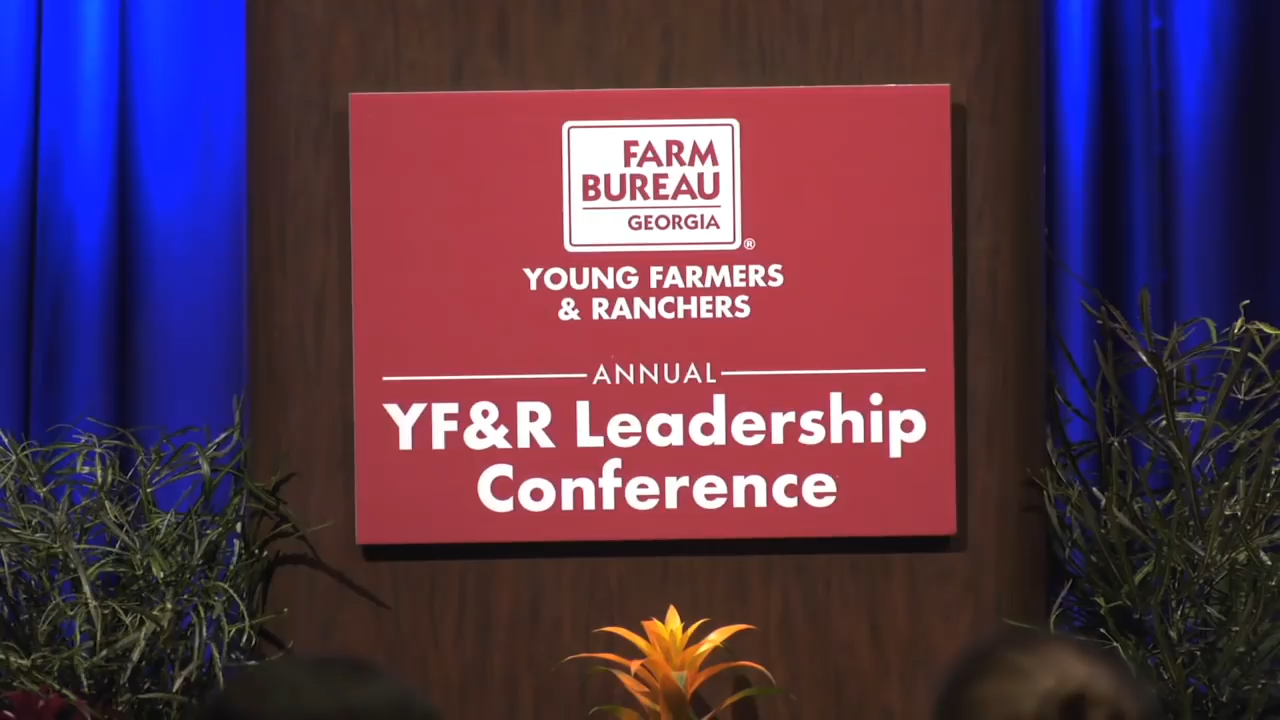 FARM
BUREAU
GEORGIA
®
YOUNG FARMERS
& RANCHERS
ANNUAL
YF&R Leadership
Conference